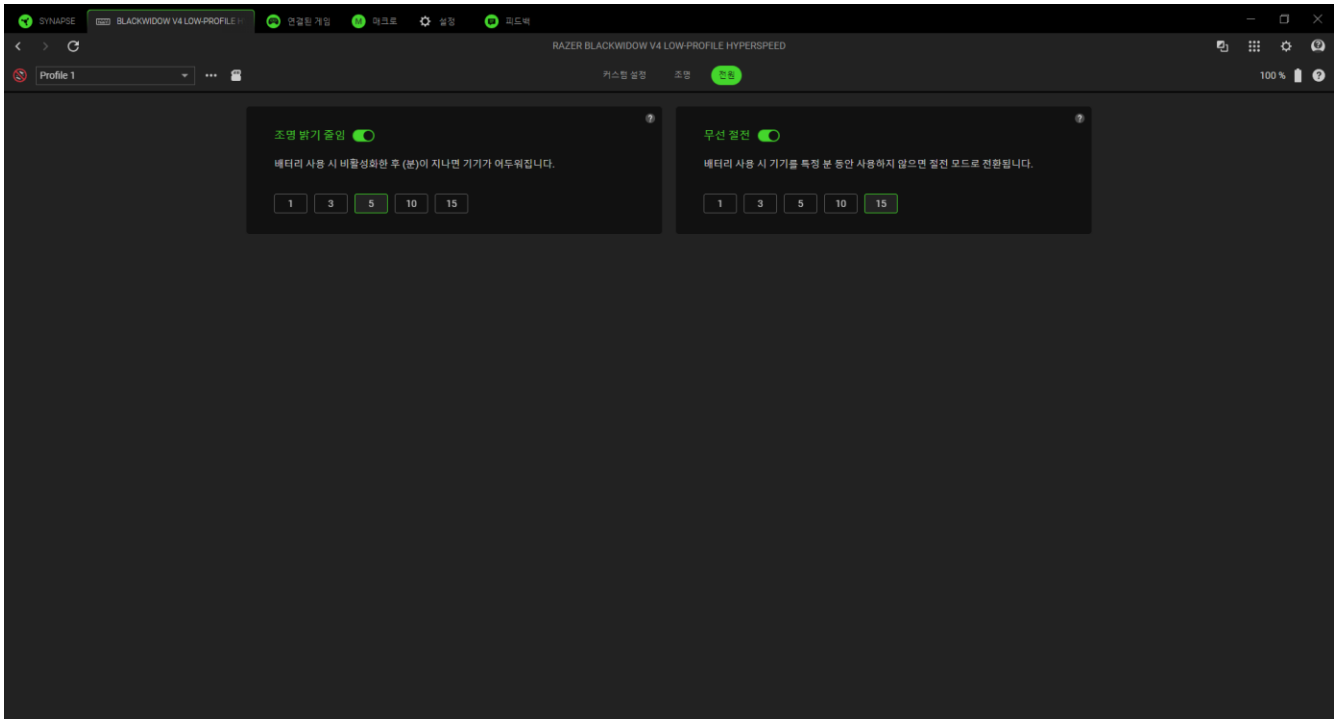 SYNAPSE BLACKWIDOW V4 LOW-PROFILE H 연결된 게임 M 마크로 설정 피드백
RAZER BLACKWIDOW V4 LOW-PROFILE HYPERSPEED
Profile 1 커스텀 설정 조명 전원 100 %
조명 밝기 줄임
배터리 사용 시 비활성화한 후 (분)이 지나면 기기가 어두워집니다.
1 3 5 10 15
무선 절전
배터리 사용 시 기기를 특정 분 동안 사용하지 않으면 절전 모드로 전환됩니다.
1 3 5 10 15